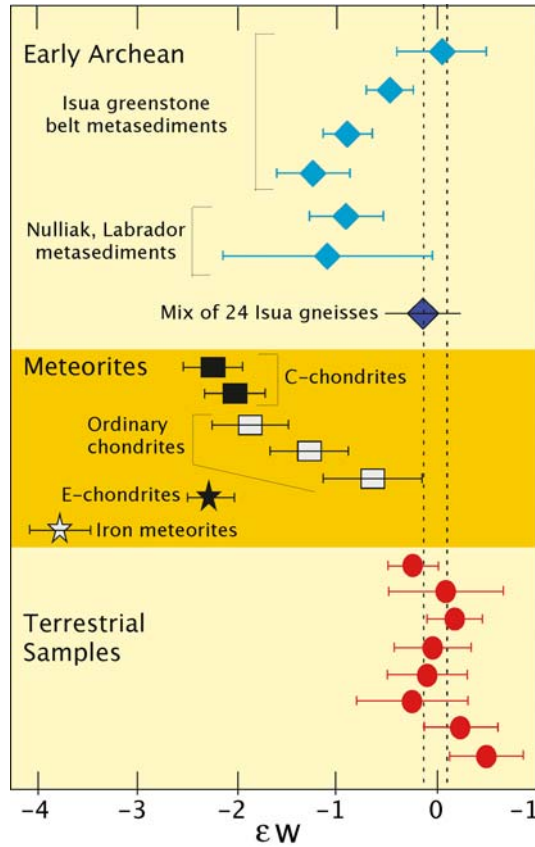 Early Archean
Isua greenstone
belt metasediments
Nulliak, Labrador
metasediments
Mix of 24 Isua gneisses
Meteorites
C-chondrites
Ordinary
chondrites
E-chondrites
Iron meteorites
Terrestrial
Samples
-4 -3 -2 -1 0 -1
εW